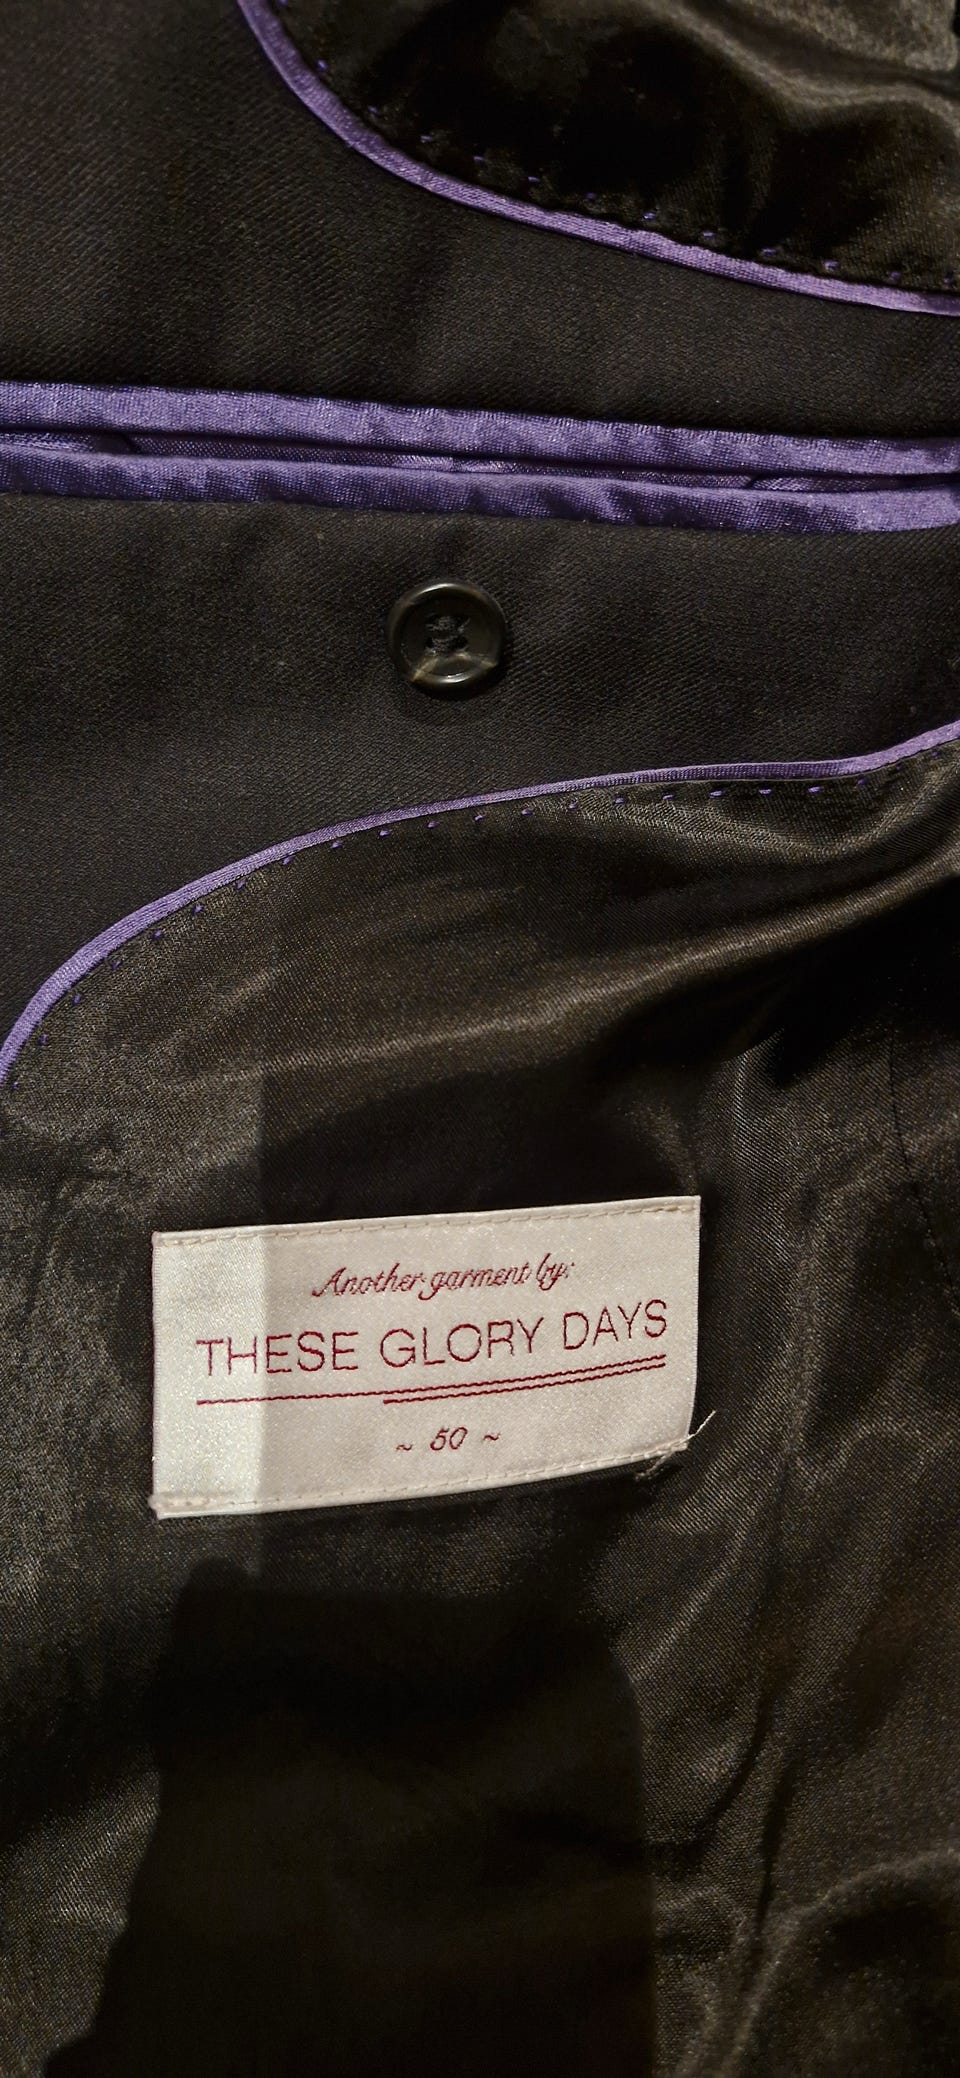 Another garment by:
THESE GLORY DAYS
~ 50 ~